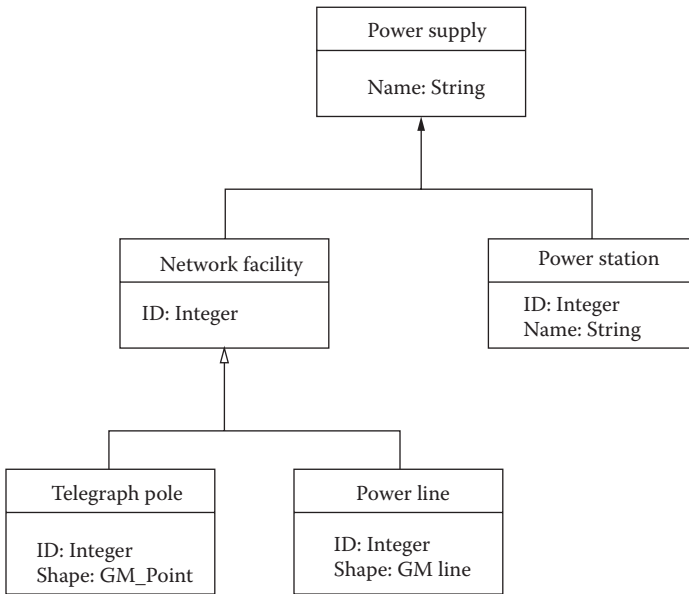 Power supply
Name: String
Network facility
ID: Integer
Power station
ID: Integer
Name: String
Telegraph pole
ID: Integer
Shape: GM_Point
Power line
ID: Integer
Shape: GM line